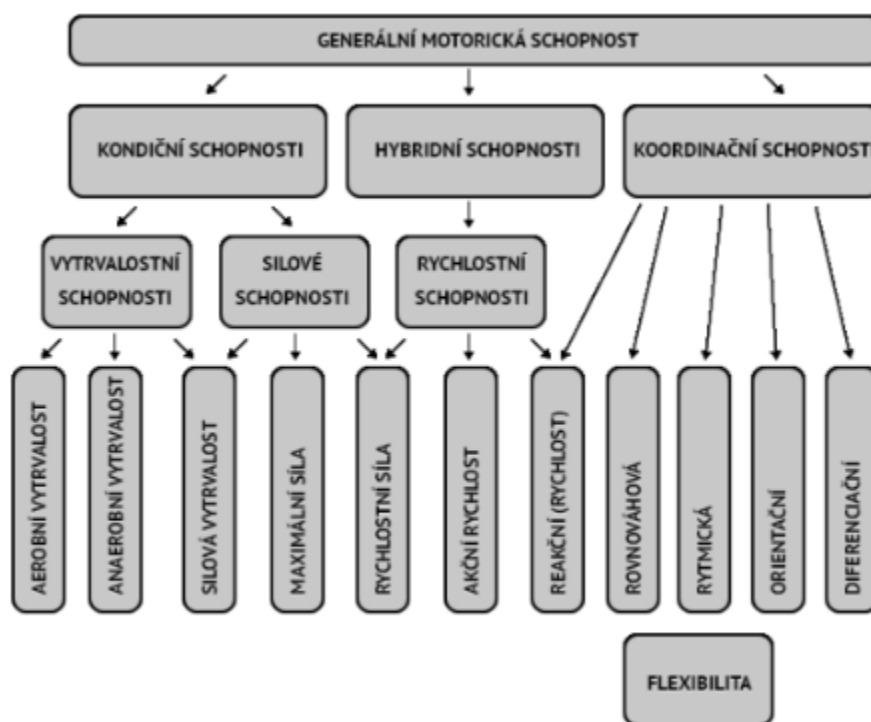 GENERÁLNÍ MOTORICKÁ SCHOPNOST
KONDIČNÍ SCHOPNOSTI
HYBRIDNÍ SCHOPNOSTI
KOORDINAČNÍ SCHOPNOSTI
VYTRVALOSTNÍ
SCHOPNOSTI
SILOVÉ
SCHOPNOSTI
RYCHLOSTNÍ
SCHOPNOSTI
AEROBNÍ VYTRVALOST
ANAEROBNÍ VYTRVALOST
SILOVÁ VYTRVALOST
MAXIMÁLNÍ SÍLA
RYCHLOSTNÍ SÍLA
AKČNÍ RYCHLOST
REAKČNÍ (RYCHLOST)
ROVNOVÁHOVÁ
RYTMICKÁ
ORIENTAČNÍ
DIFERENCIAČNÍ
FLEXIBILITA